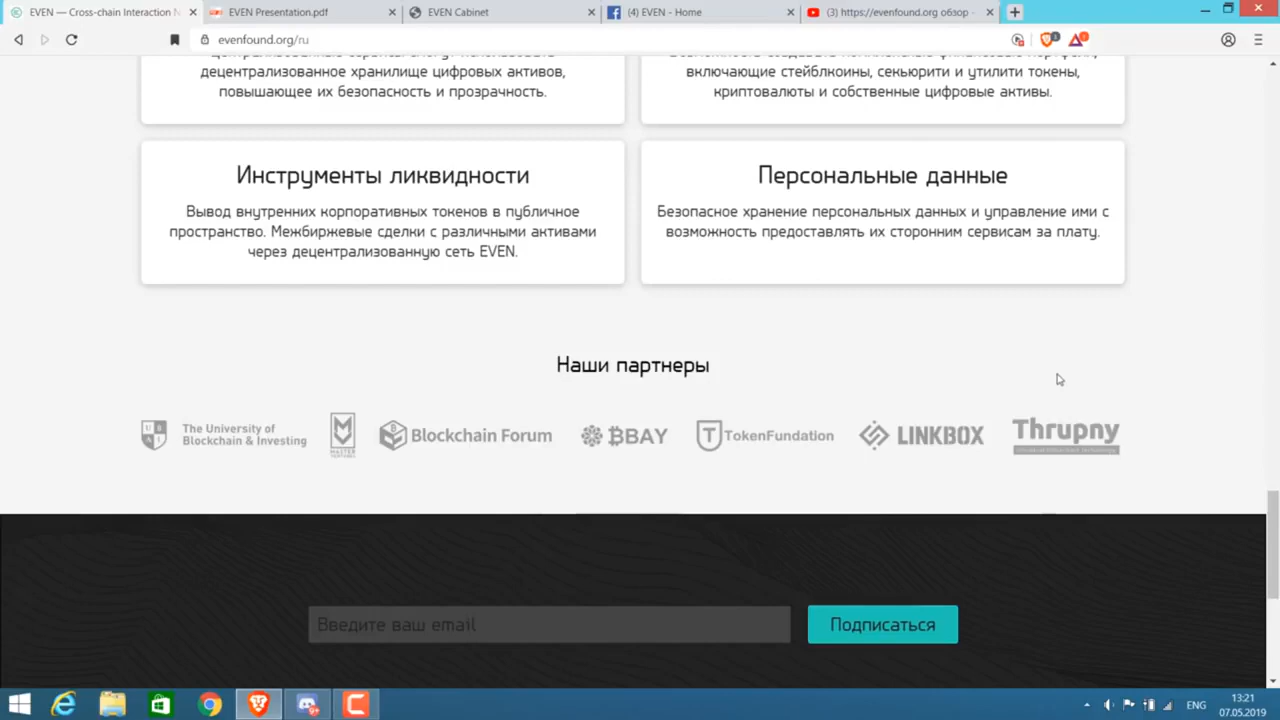 EVEN — Cross-chain Interaction N
EVEN Presentation.pdf
EVEN Cabinet
(4) EVEN - Home
(3) https://evenfound.org обзор -
evenfound.org/ru
децентрализованное хранилище цифровых активов,
повышающее их безопасность и прозрачность.
включающие стейблкоины, секьюрити и утилити токены,
криптовалюты и собственные цифровые активы.
Инструменты ликвидности
Вывод внутренних корпоративных токенов в публичное
пространство. Межбиржевые сделки с различными активами
через децентрализованную сеть EVEN.
Персональные данные
Безопасное хранение персональных данных и управление ими с
возможность предоставлять их сторонним сервисам за плату.
Наши партнеры
The University of
Blockchain & Investing
Blockchain Forum
BBAY
TokenFundation
LINKBOX
Thrupny
Введите ваш email
Подписаться
ENG
13:21
07.05.2019